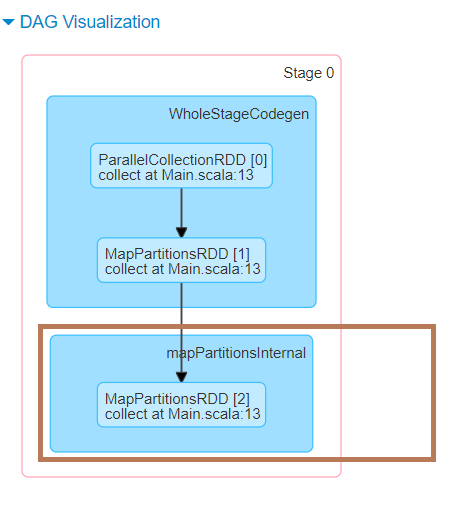 DAG Visualization
Stage 0
WholeStageCodegen
ParallelCollectionRDD [0]
collect at Main.scala:13
MapPartitionsRDD [1]
collect at Main.scala:13
mapPartitionsInternal
MapPartitionsRDD [2]
collect at Main.scala:13